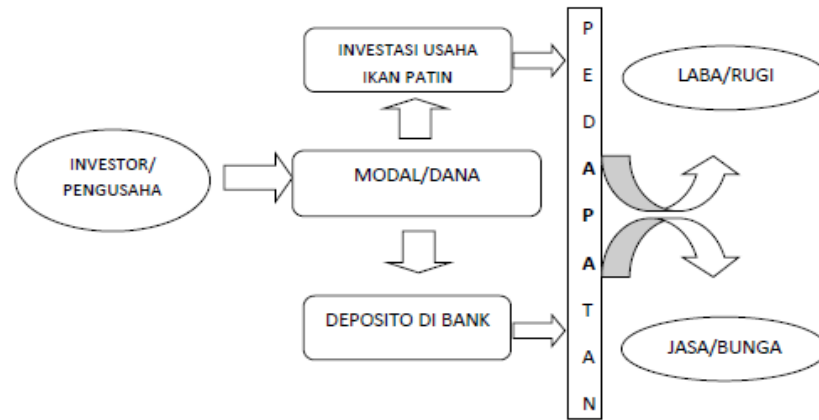 INVESTASI USAHA
IKAN PATIN
INVESTOR/
PENGUSAHA
MODAL/DANA
DEPOSITO DI BANK
P
E
D
A
P
A
T
A
N
LABA/RUGI
JASA/BUNGA